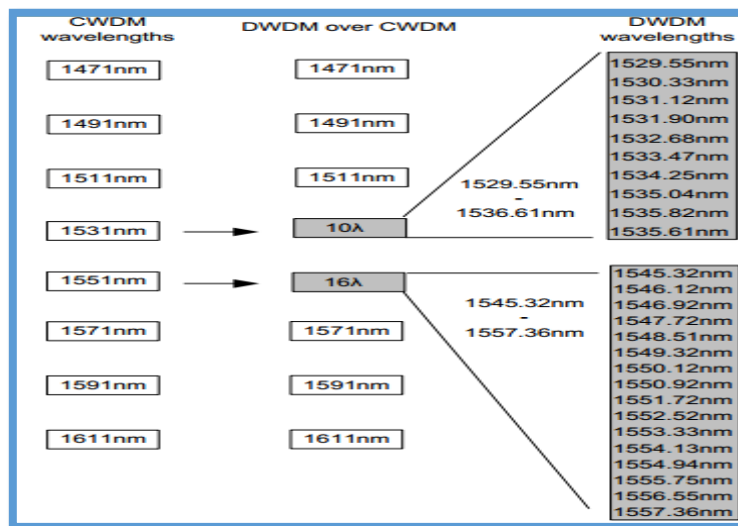 CWDM
wavelengths
1471nm
1491nm
1511nm
1531nm
1551nm
1571nm
1591nm
1611nm
DWDM over CWDM
1471nm
1491nm
1511nm
10λ
16λ
1571nm
1591nm
1611nm
1529.55nm
-
1536.61nm
1545.32nm
-
1557.36nm
DWDM
wavelengths
1529.55nm
1530.33nm
1531.12nm
1531.90nm
1532.68nm
1533.47nm
1534.25nm
1535.04nm
1535.82nm
1535.61nm
1545.32nm
1546.12nm
1546.92nm
1547.72nm
1548.51nm
1549.32nm
1550.12nm
1550.92nm
1551.72nm
1552.52nm
1553.33nm
1554.13nm
1554.94nm
1555.75nm
1556.55nm
1557.36nm